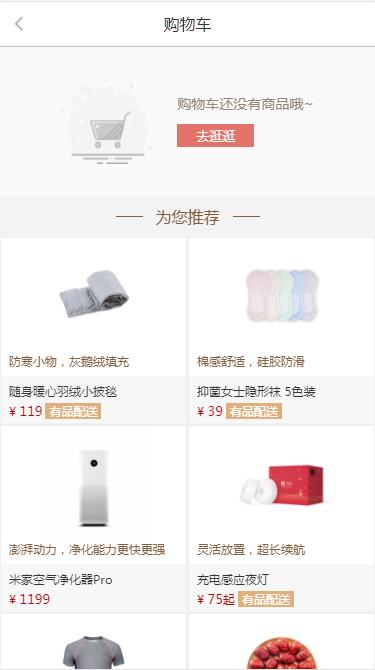 购物车
购物车还没有商品哦~
去逛逛
为您推荐
防寒小物，灰鹅绒填充
棉感舒适，硅胶防滑
随身暖心羽绒小披毯
抑菌女士隐形袜 5色装
¥ 119 有品配送
¥ 39 有品配送
澎湃动力，净化能力更快更强
灵活放置，超长续航
米家空气净化器Pro
充电感应夜灯
¥ 1199
¥ 75起 有品配送